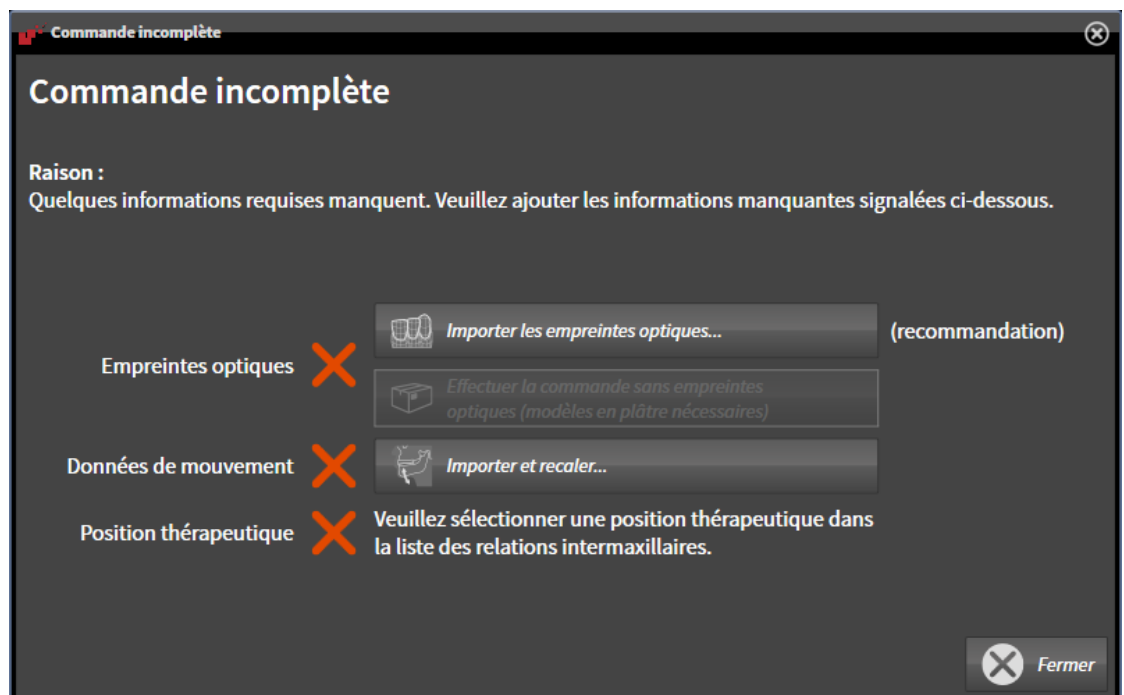 Commande incomplète
Commande incomplète
Raison :
Quelques informations requises manquent. Veuillez ajouter les informations manquantes signalées ci-dessous.
Importer les empreintes optiques...
(recommandation)
Empreintes optiques
Effectuer la commande sans empreintes
optiques (modèles en plâtre nécessaires)
Données de mouvement
Importer et recaler...
Position thérapeutique
Veuillez sélectionner une position thérapeutique dans
la liste des relations intermaxillaires.
Fermer